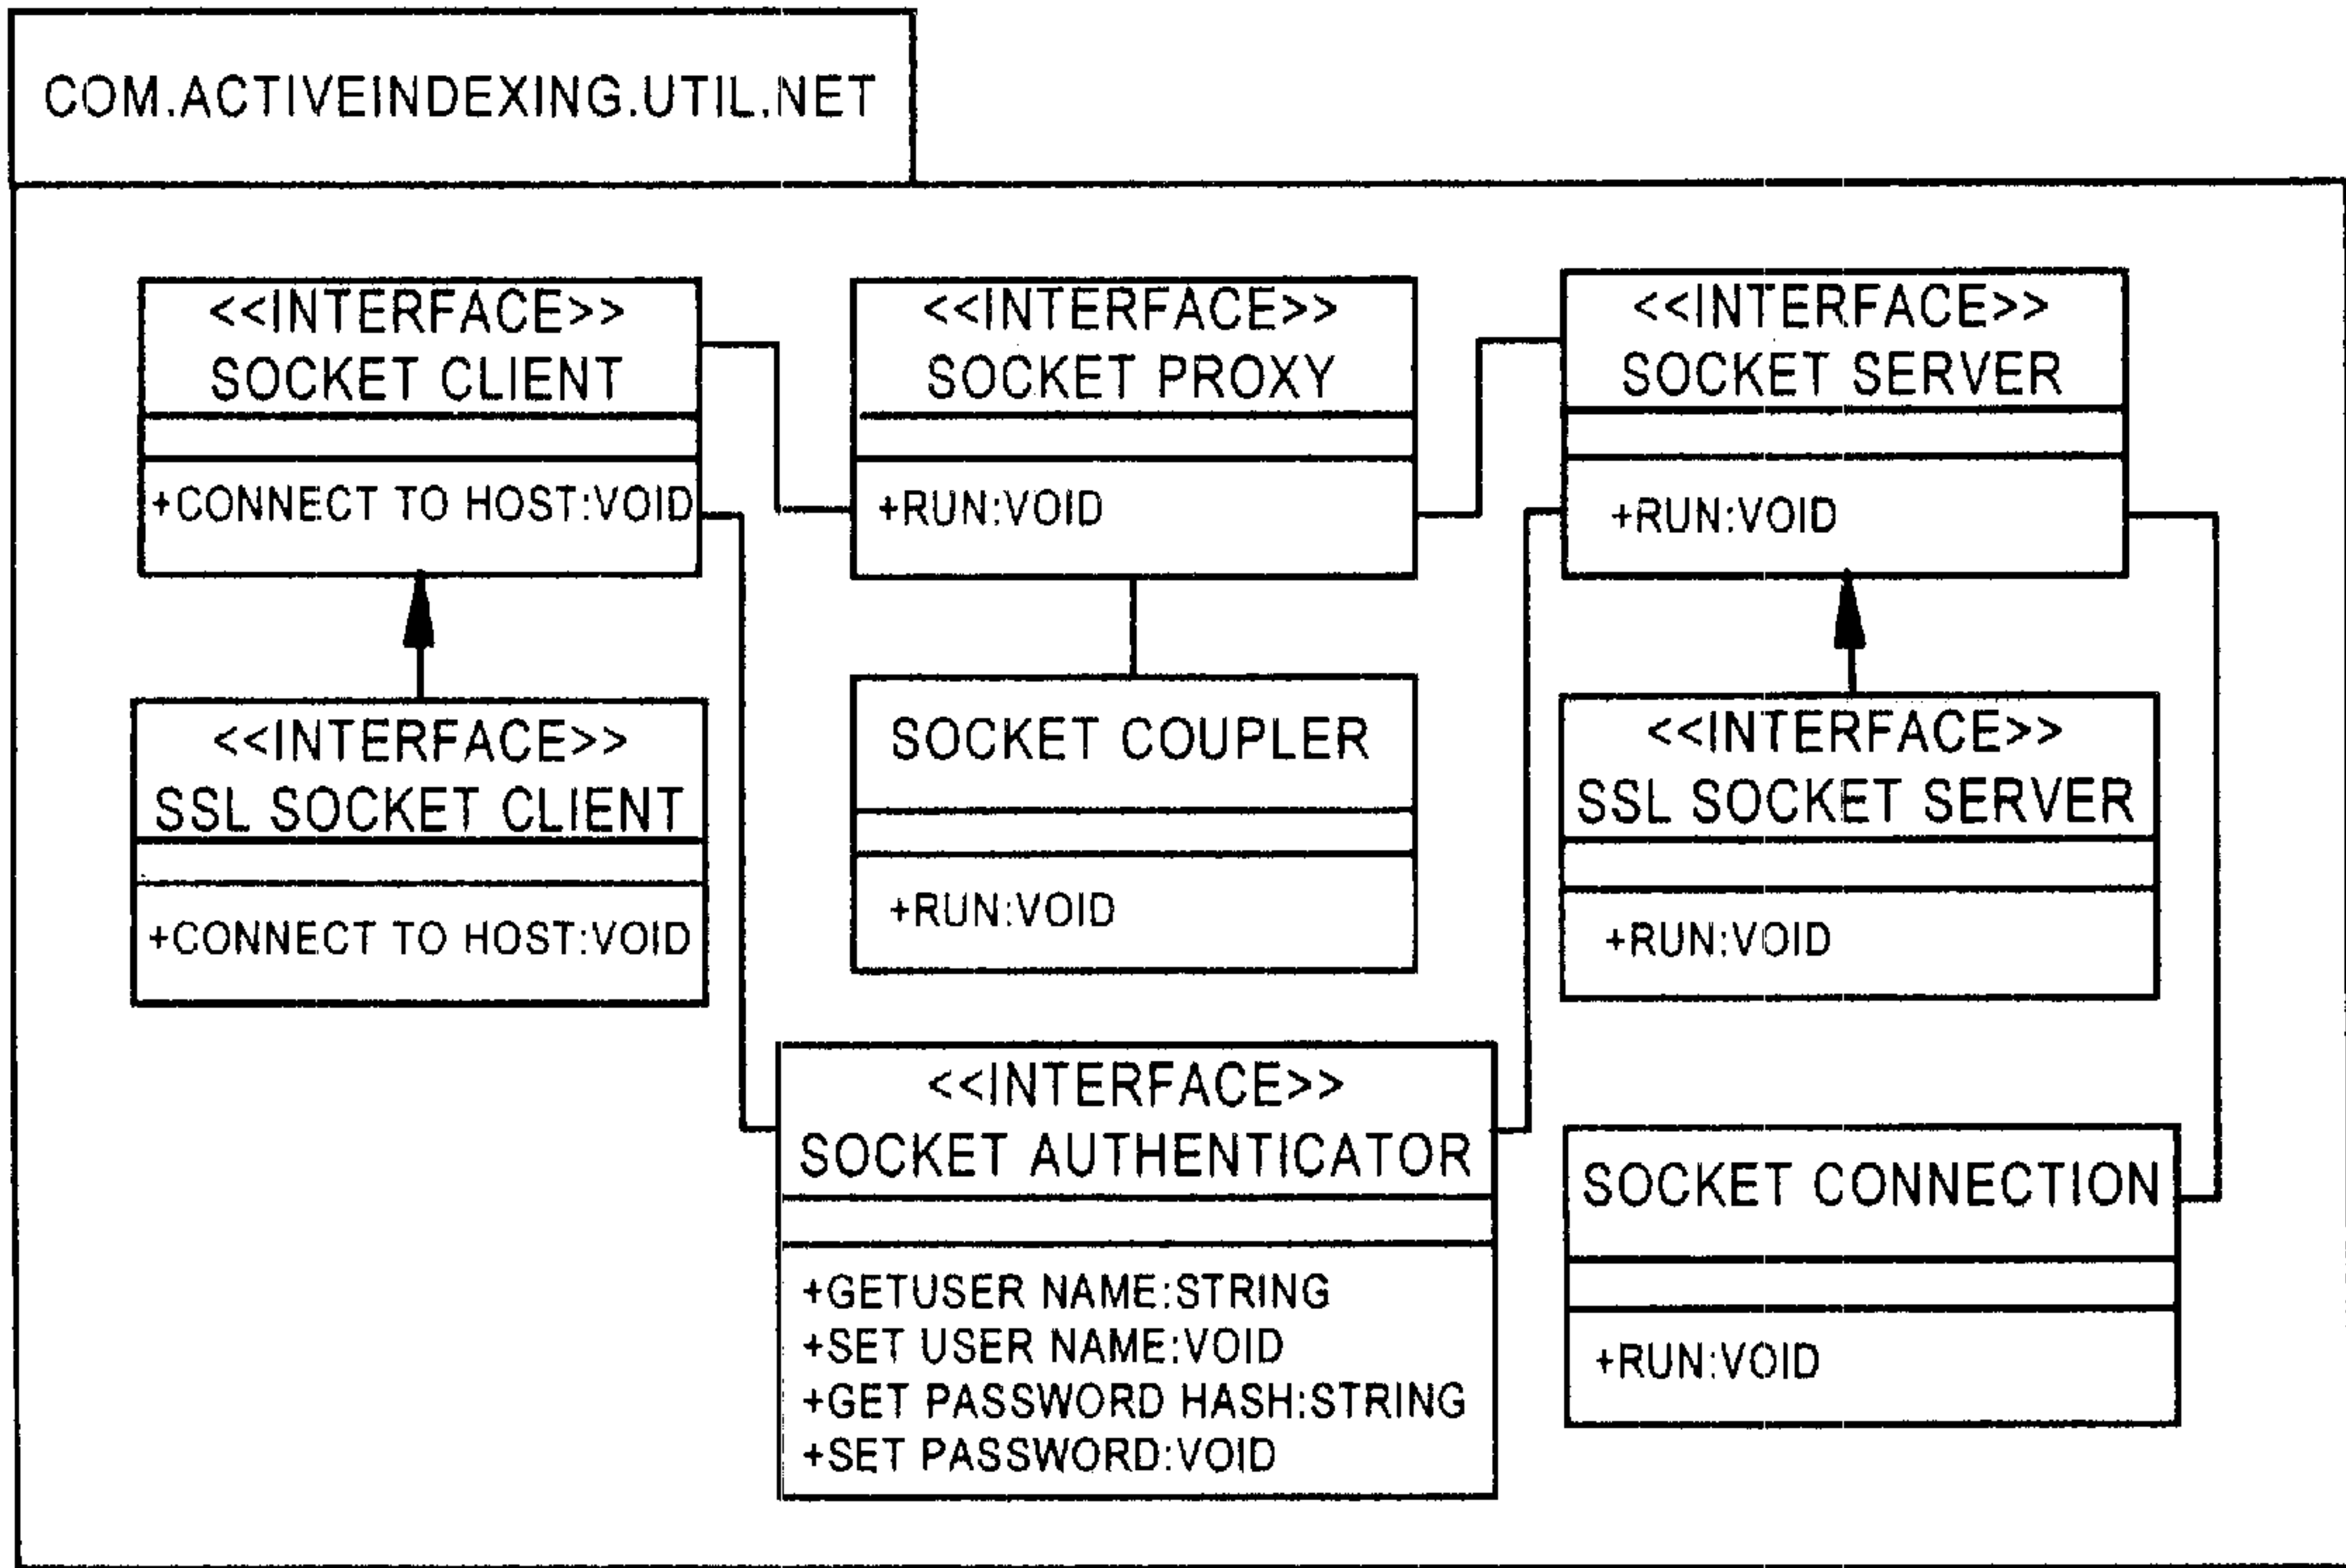 COM.ACTIVEINDEXING.UTIL.NET
<<INTERFACE>>
SOCKET CLIENT
+CONNECT TO HOST:VOID
<<INTERFACE>>
SOCKET PROXY
+RUN:VOID
<<INTERFACE>>
SOCKET SERVER
+RUN:VOID
<<INTERFACE>>
SSL SOCKET CLIENT
+CONNECT TO HOST:VOID
SOCKET COUPLER
+RUN:VOID
<<INTERFACE>>
SSL SOCKET SERVER
+RUN:VOID
<<INTERFACE>>
SOCKET AUTHENTICATOR
+GETUSER NAME:STRING
+SET USER NAME:VOID
+GET PASSWORD HASH:STRING
+SET PASSWORD:VOID
SOCKET CONNECTION
+RUN:VOID